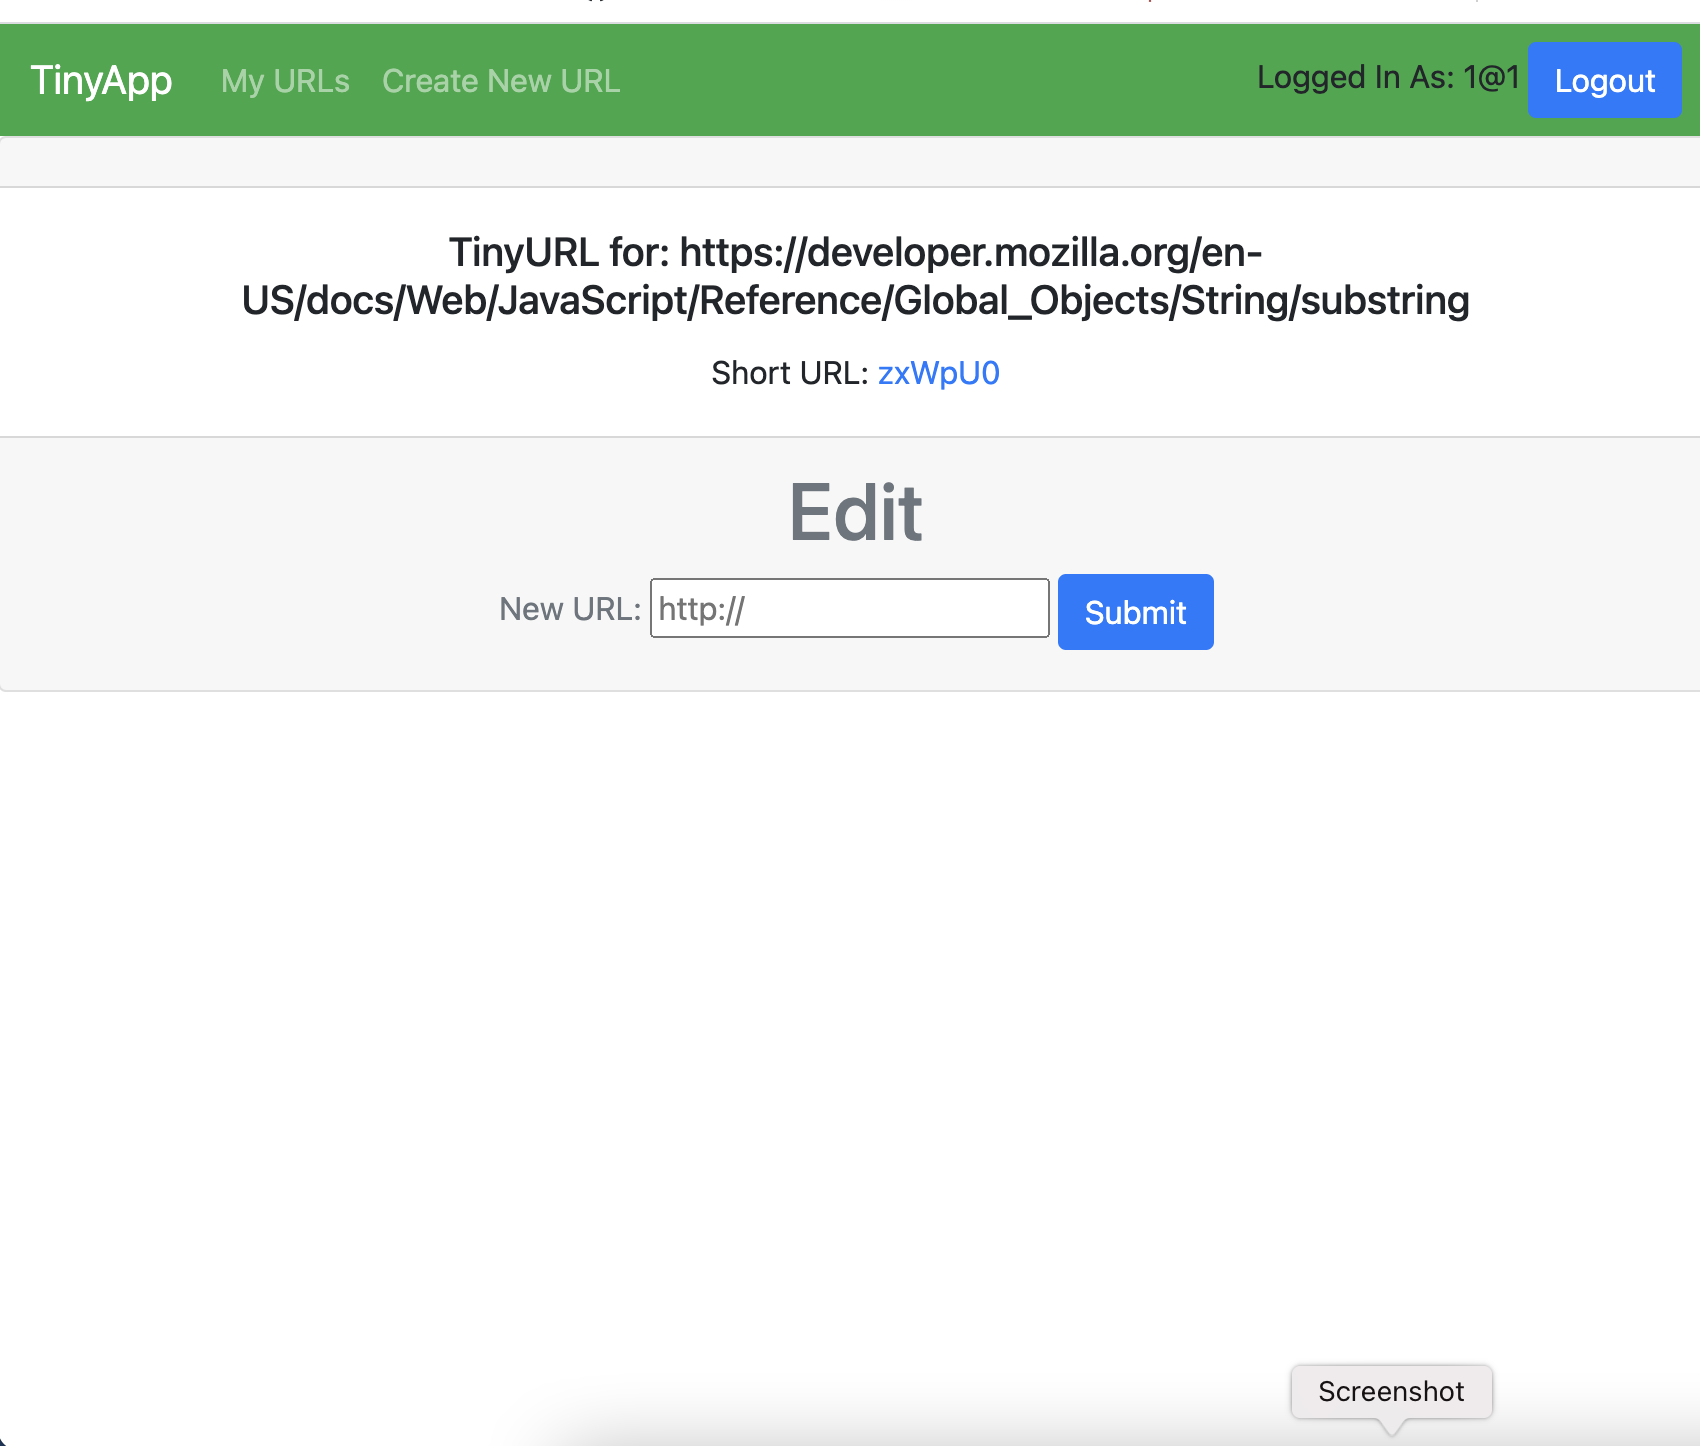 TinyApp My URLs Create New URL Logged In As: 1@1 Logout
TinyURL for: https://developer.mozilla.org/en-
US/docs/Web/JavaScript/Reference/Global_Objects/String/substring
Short URL: zxWpU0
Edit
New URL: http:// Submit
Screenshot